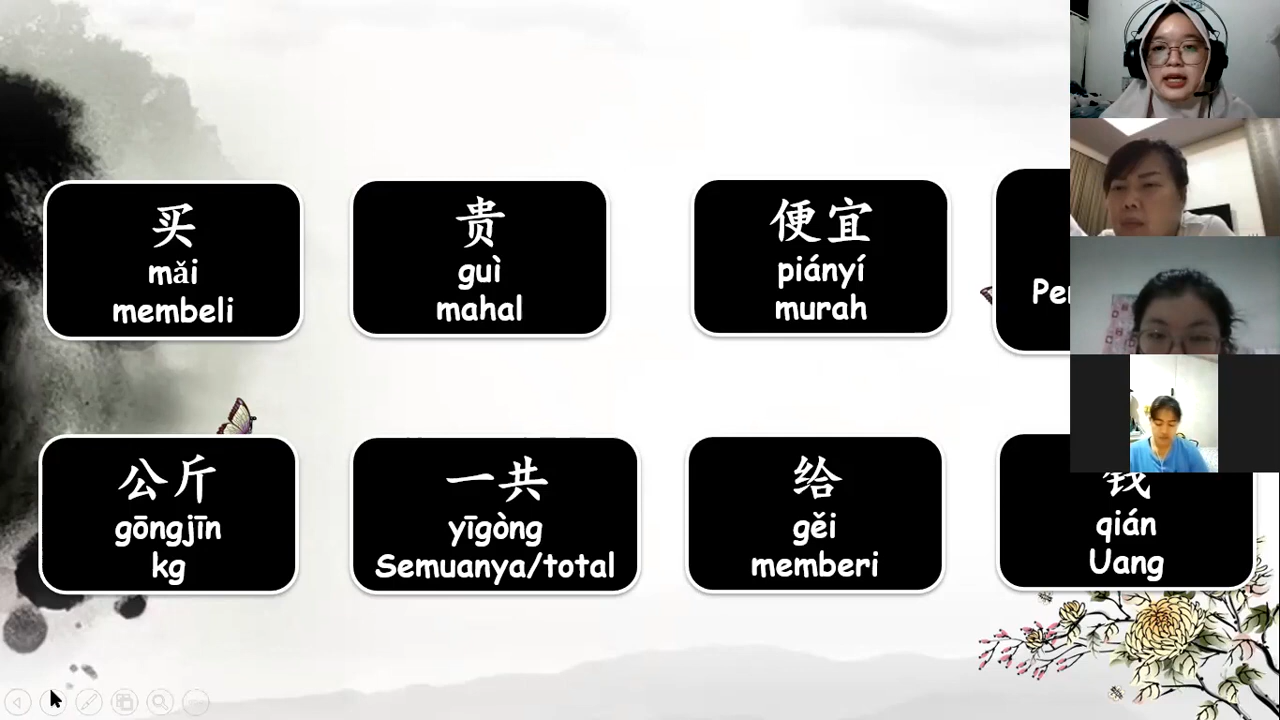 买
mǎi
membeli
贵
guì
mahal
便宜
piányí
murah
公斤
gōngjīn
kg
一共
yīgòng
Semuanya/total
给
gěi
memberi
钱
qián
Uang